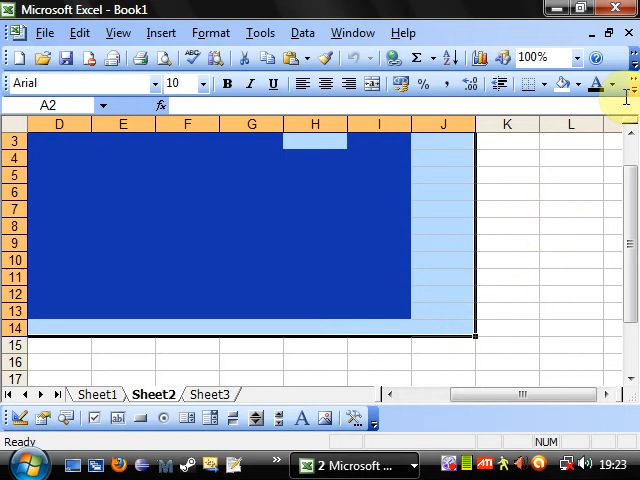 Microsoft Excel - Book1
File Edit View Insert Format Tools Data Window Help
100%
Arial 10 B I U % ,
A2 fx
D E F G H I J K L
3
4
5
6
7
8
9
10
11
12
13
14
15
16
17
Sheet1 Sheet2 Sheet3
Ready NUM
2 Microsoft ... ATI 19:23